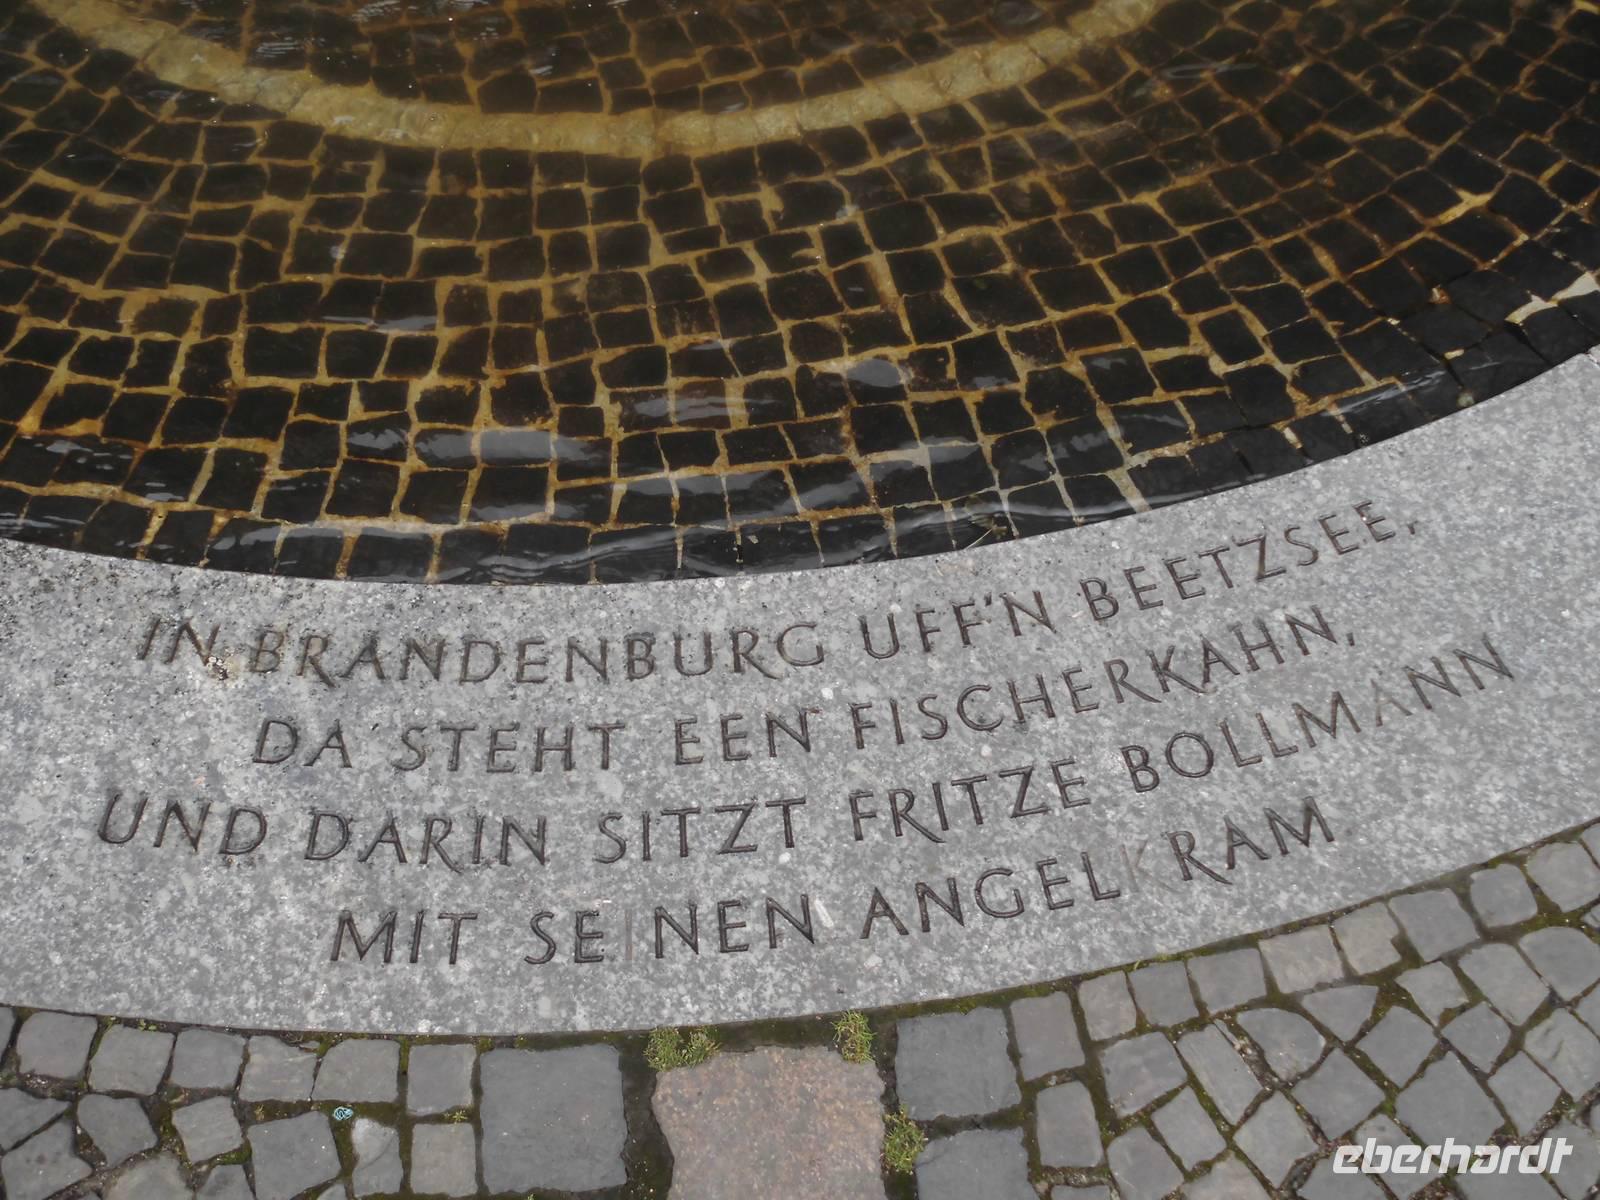 IN BRANDENBURG UFF'N BEETZSEE,
DA STEHT EEN FISCHERKAHN,
UND DARIN SITZT FRITZE BOLLMANN
MIT SEINEN ANGELKRAM
eberhardt